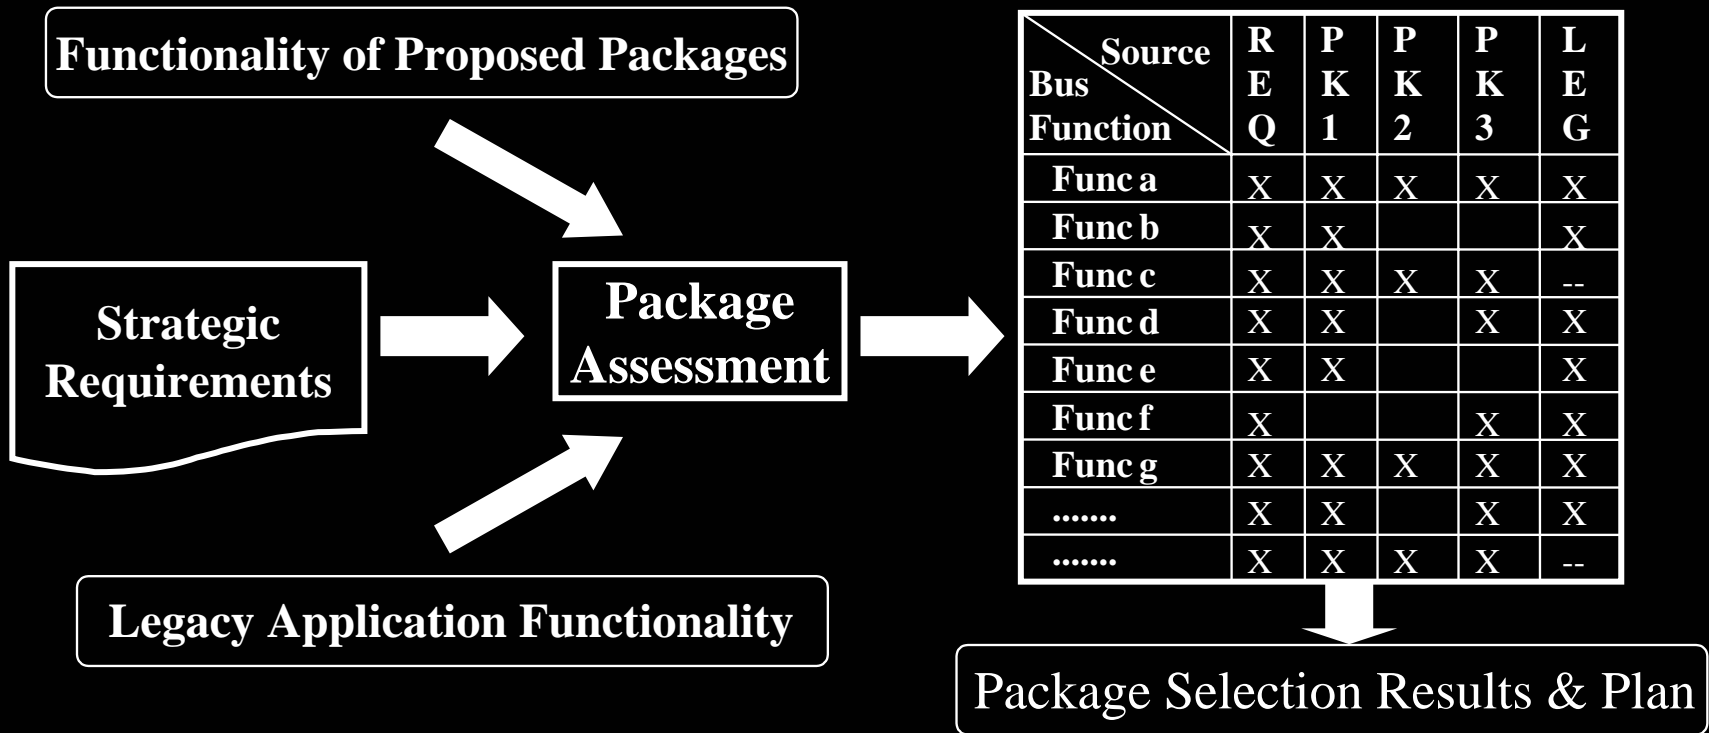 Functionality of Proposed Packages
Strategic
Requirements
Package
Assessment
Legacy Application Functionality
Source R P P P L
Bus E K K K E
Function Q 1 2 3 G
Func a X X X X X
Func b X X X
Func c X X X X --
Func d X X X X
Func e X X X
Func f X X X
Func g X X X X X
....... X X X X
....... X X X X --
Package Selection Results & Plan